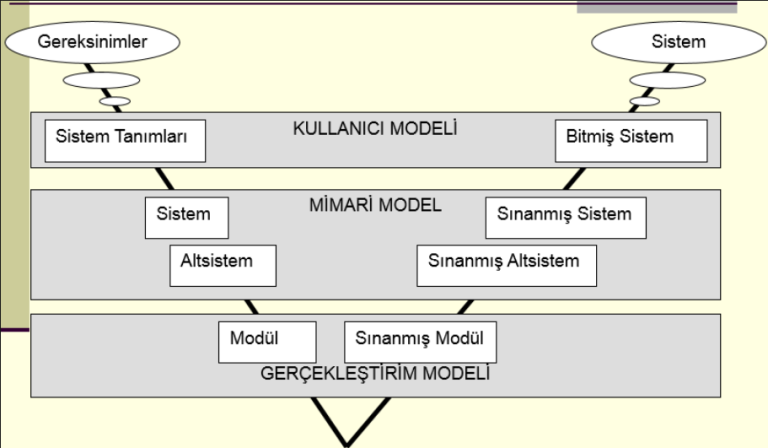 Gereksinimler
Sistem
KULLANICI MODELİ
Sistem Tanımları
Bitmiş Sistem
MİMARİ MODEL
Sistem
Sınanmış Sistem
Altsistem
Sınanmış Altsistem
Modül
Sınanmış Modül
GERÇEKLEŞTİRİM MODELİ